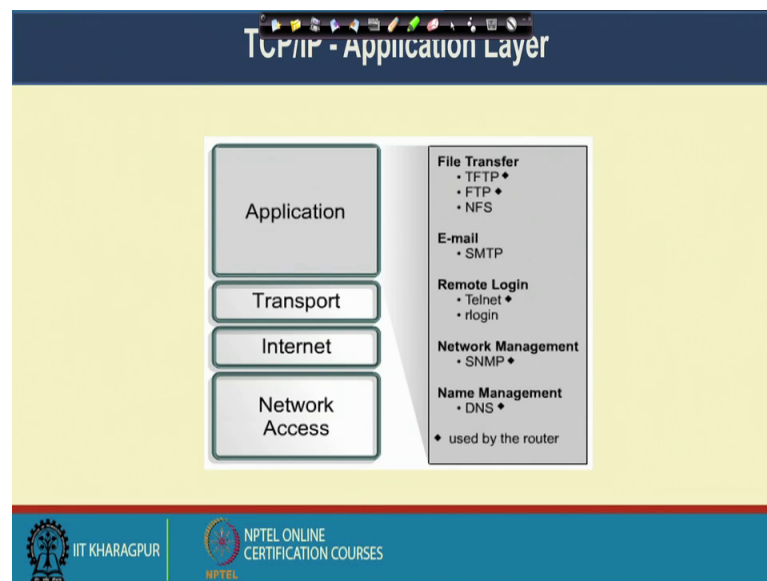 TCP/IP - Application Layer
Application
Transport
Internet
Network
Access
File Transfer
• TFTP ◆
• FTP ◆
• NFS
E-mail
• SMTP
Remote Login
• Telnet ◆
• rlogin
Network Management
• SNMP ◆
Name Management
• DNS ◆
◆ used by the router
IIT KHARAGPUR
NPTEL
NPTEL ONLINE
CERTIFICATION COURSES